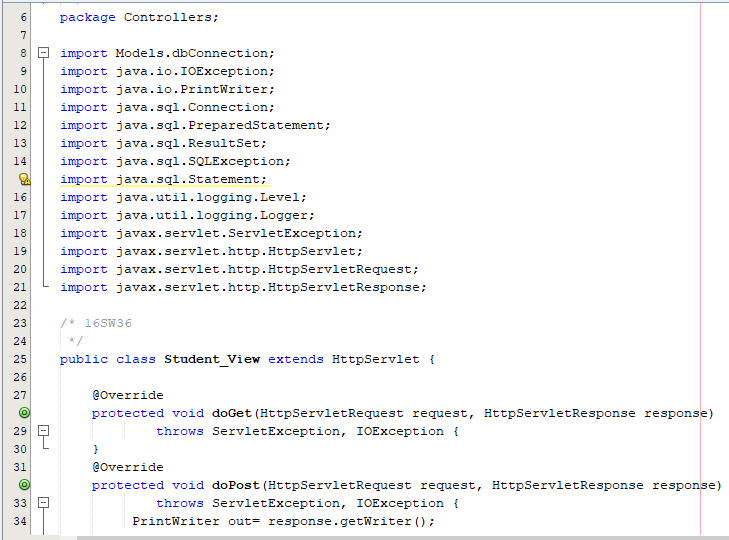 6 package Controllers;
7
8 import Models.dbConnection;
9 import java.io.IOException;
10 import java.io.PrintWriter;
11 import java.sql.Connection;
12 import java.sql.PreparedStatement;
13 import java.sql.ResultSet;
14 import java.sql.SQLException;
import java.sql.Statement;
16 import java.util.logging.Level;
17 import java.util.logging.Logger;
18 import javax.servlet.ServletException;
19 import javax.servlet.http.HttpServlet;
20 import javax.servlet.http.HttpServletRequest;
21 import javax.servlet.http.HttpServletResponse;
22
23 /* 16SW36
24 */
25 public class Student_View extends HttpServlet {
26
27 @Override
protected void doGet(HttpServletRequest request, HttpServletResponse response)
29 throws ServletException, IOException {
30 }
31 @Override
protected void doPost(HttpServletRequest request, HttpServletResponse response)
33 throws ServletException, IOException {
34 PrintWriter out= response.getWriter();